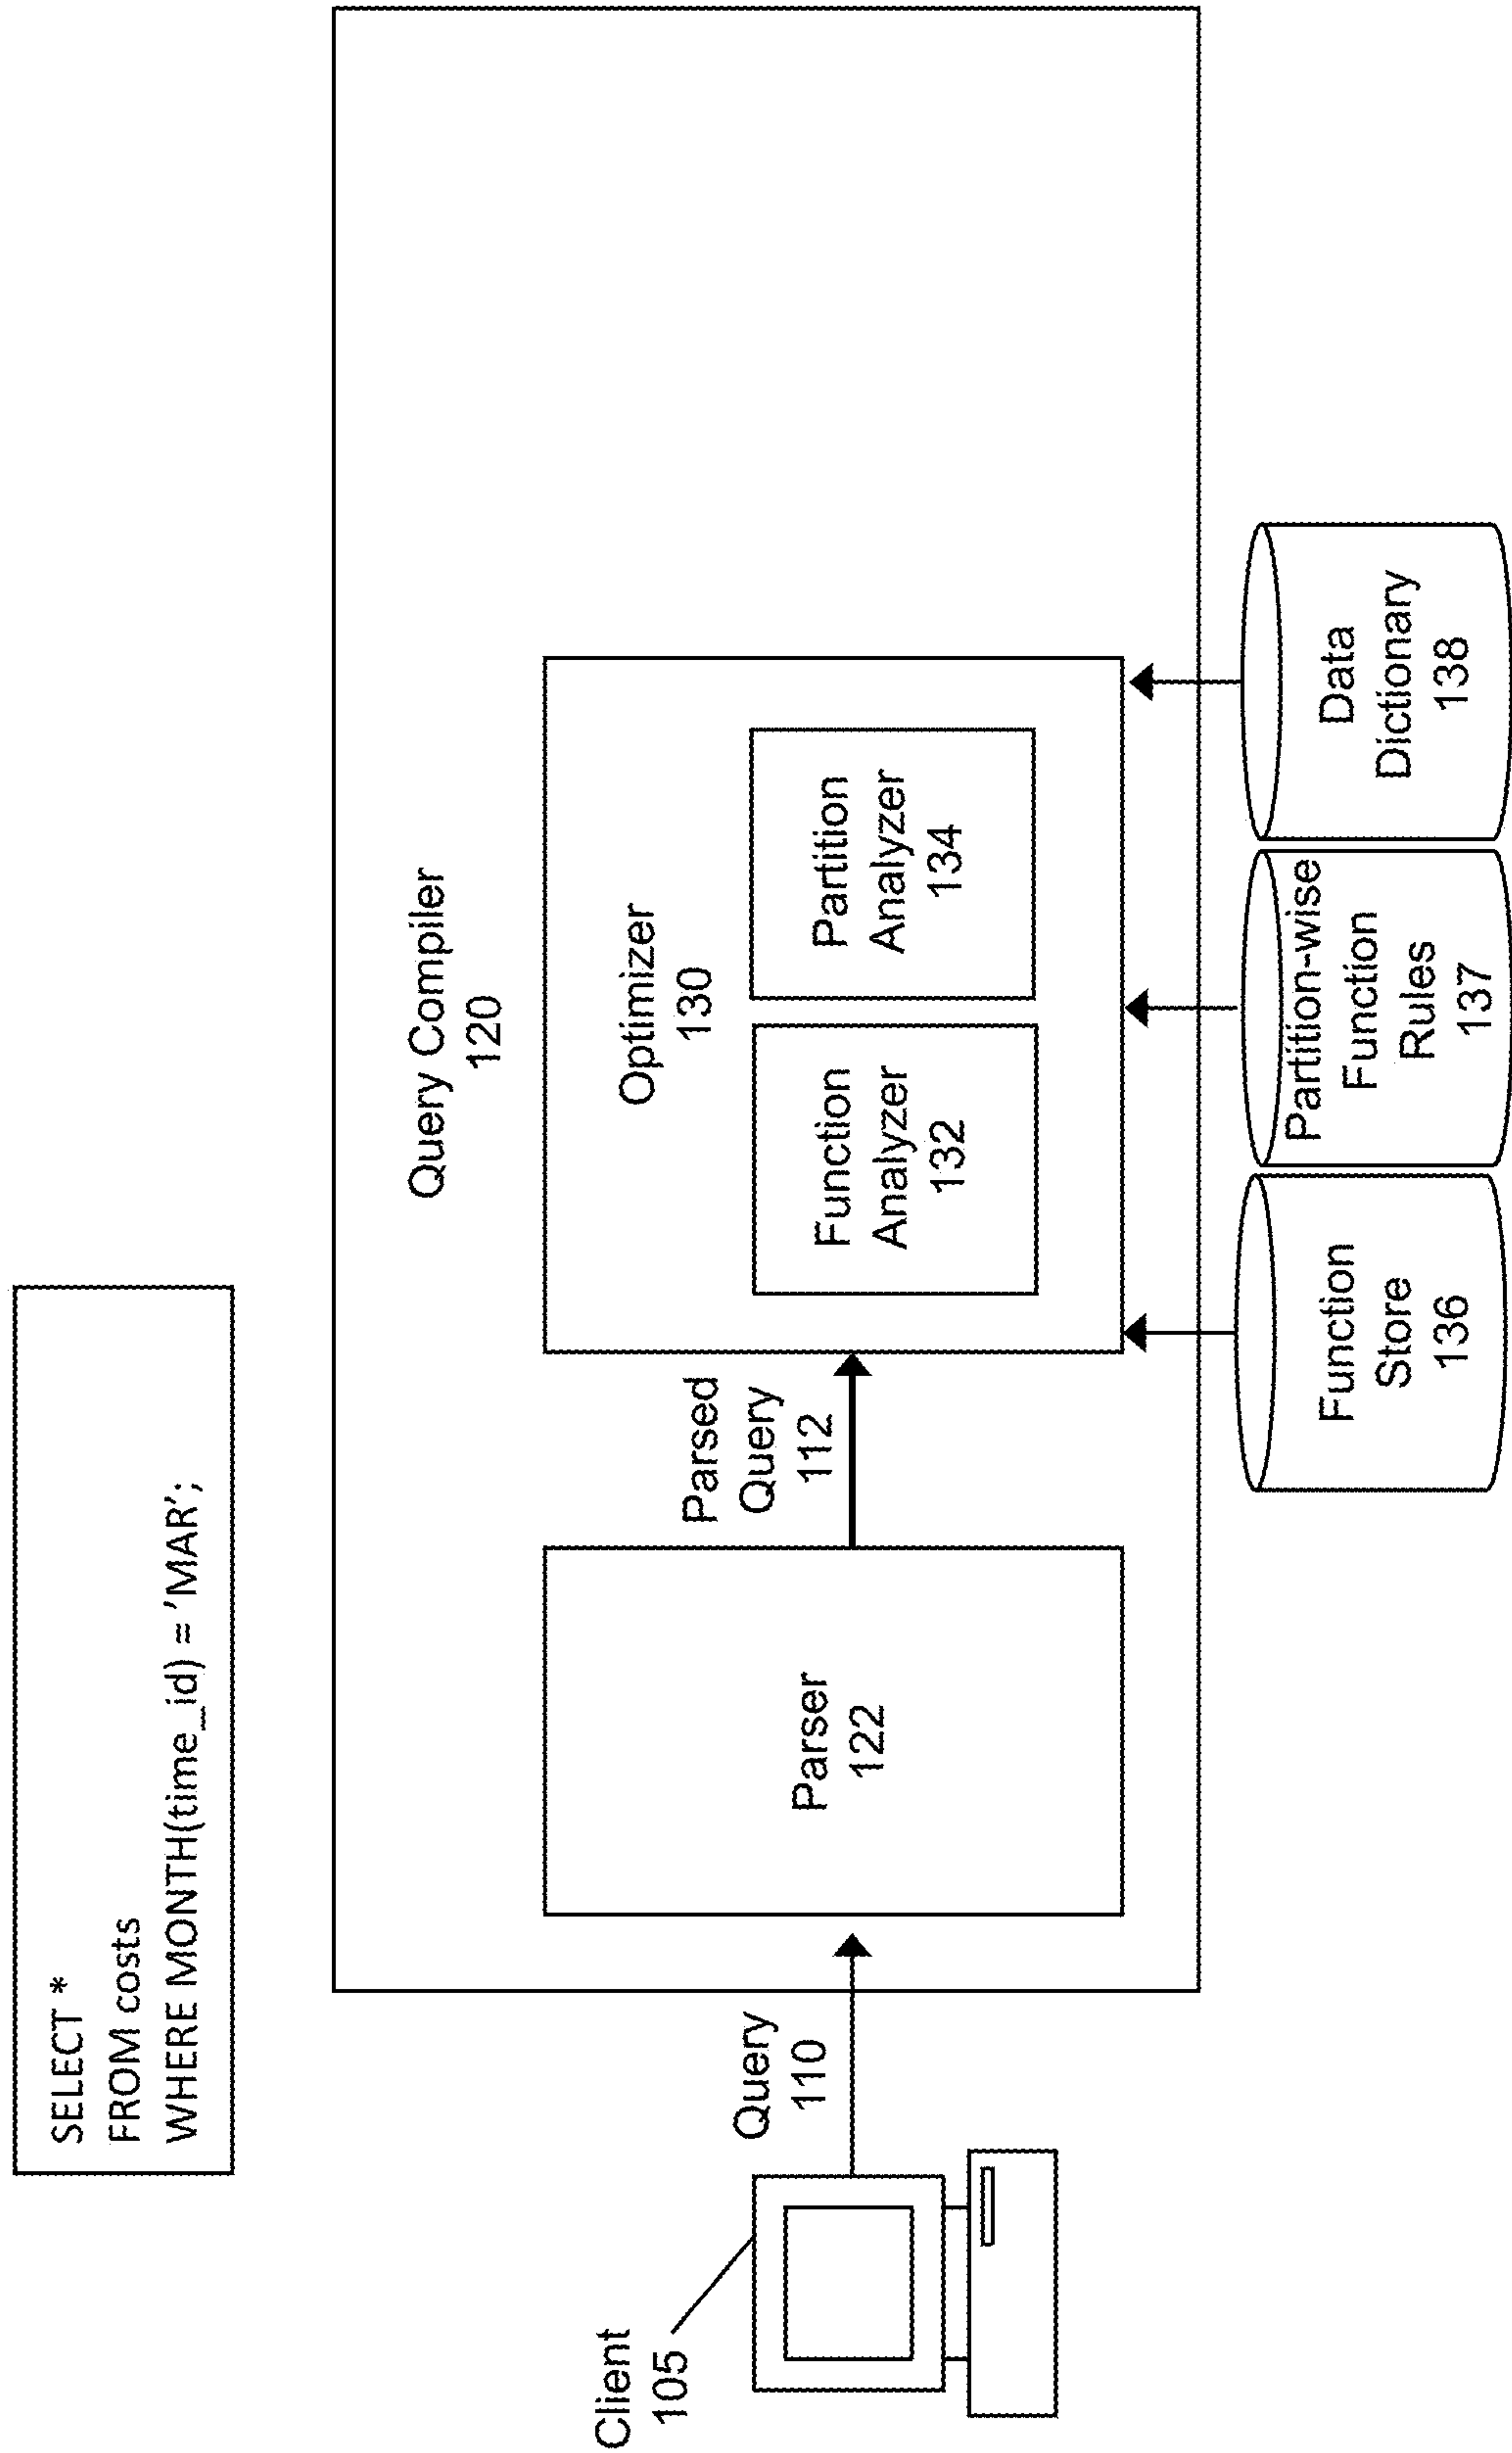 SELECT *
FROM costs
WHERE MONTH(time_id) = 'MAR';
Query Compiler
120
Client
105
Query
110
Parser
122
Parsed
Query
112
Optimizer
130
Function
Analyzer
132
Partition
Analyzer
134
Function
Store
136
Partition-wise
Function
Rules
137
Data
Dictionary
138